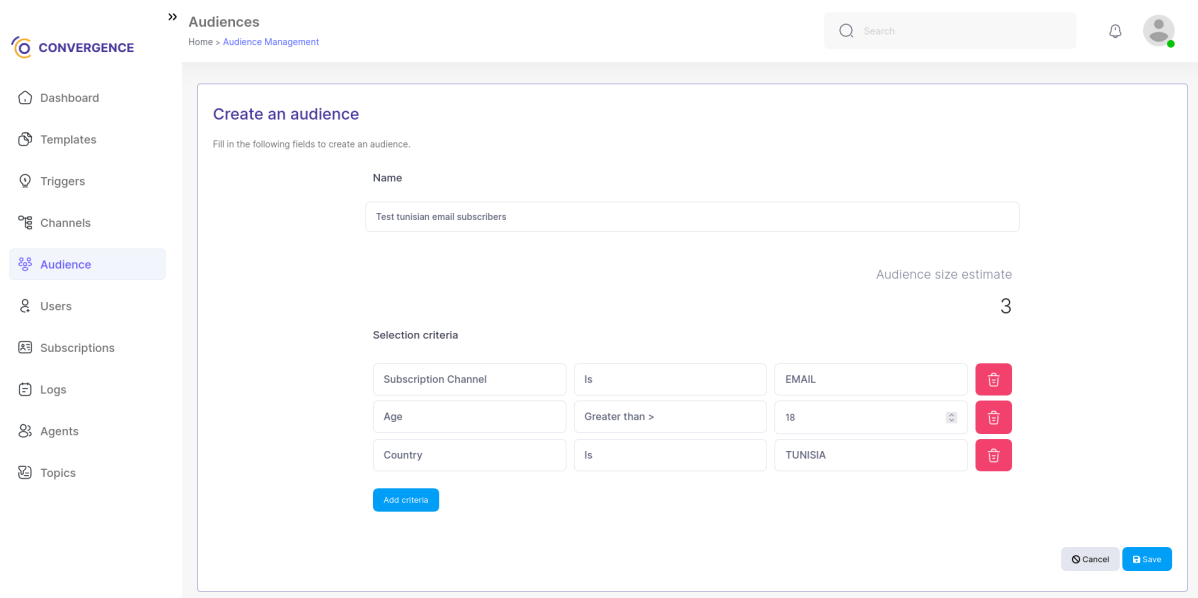 CONVERGENCE
Dashboard
Templates
Triggers
Channels
Audience
Users
Subscriptions
Logs
Agents
Topics
Audiences
Home > Audience Management
Search
Create an audience
Fill in the following fields to create an audience.
Name
Test tunisian email subscribers
Audience size estimate
3
Selection criteria
Subscription Channel Is EMAIL
Age Greater than > 18
Country Is TUNISIA
Add criteria
Cancel Save